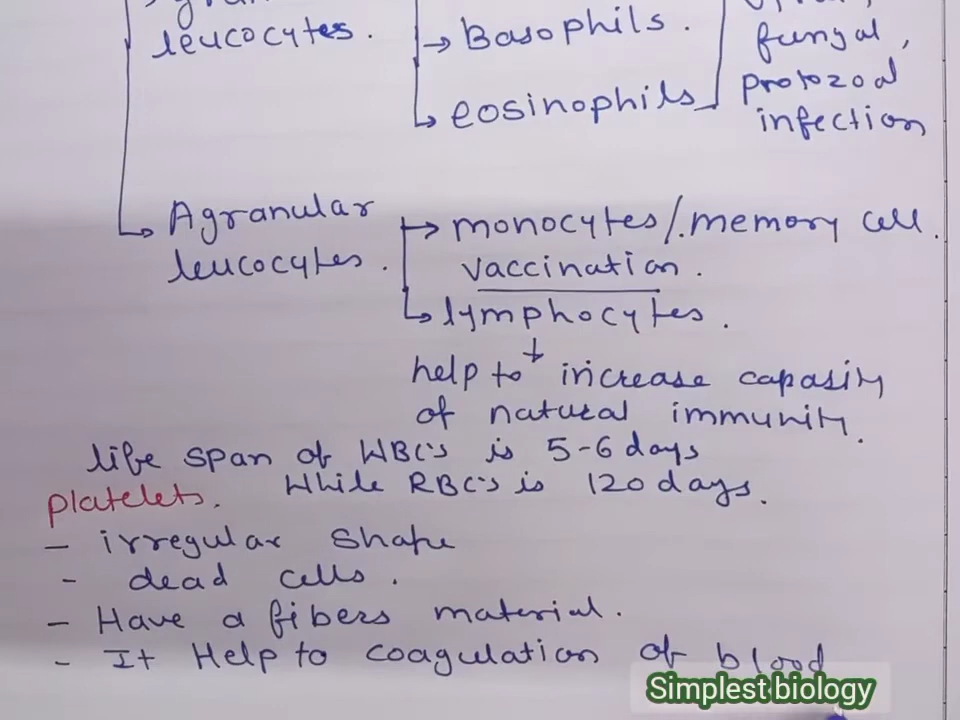 leucocytes.
→ Basophils.
fungal,
protozoal
→ eosinophils
infection
→ Agranular
leucocytes.
→ monocytes/.memory cell.
vaccination.
→ lymphocytes.
↓
help to increase capasity
of natural immunity.
life span of WBC's is 5-6 days
while RBC's is 120 days.
platelets.
- irregular shape
- dead cells.
- Have a fibers material.
- It Help to coagulation of blood
Simplest biology